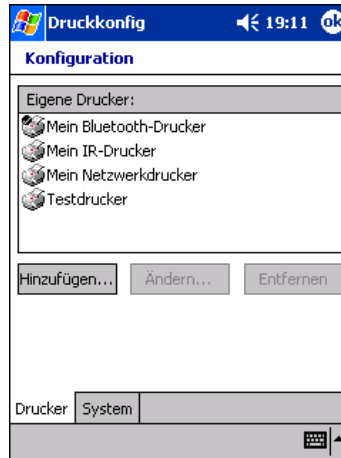 Druckkonfig 19:11 ok
Konfiguration
Eigene Drucker:
Mein Bluetooth-Drucker
Mein IR-Drucker
Mein Netzwerkdrucker
Testdrucker
Hinzufügen... Ändern... Entfernen
Drucker System